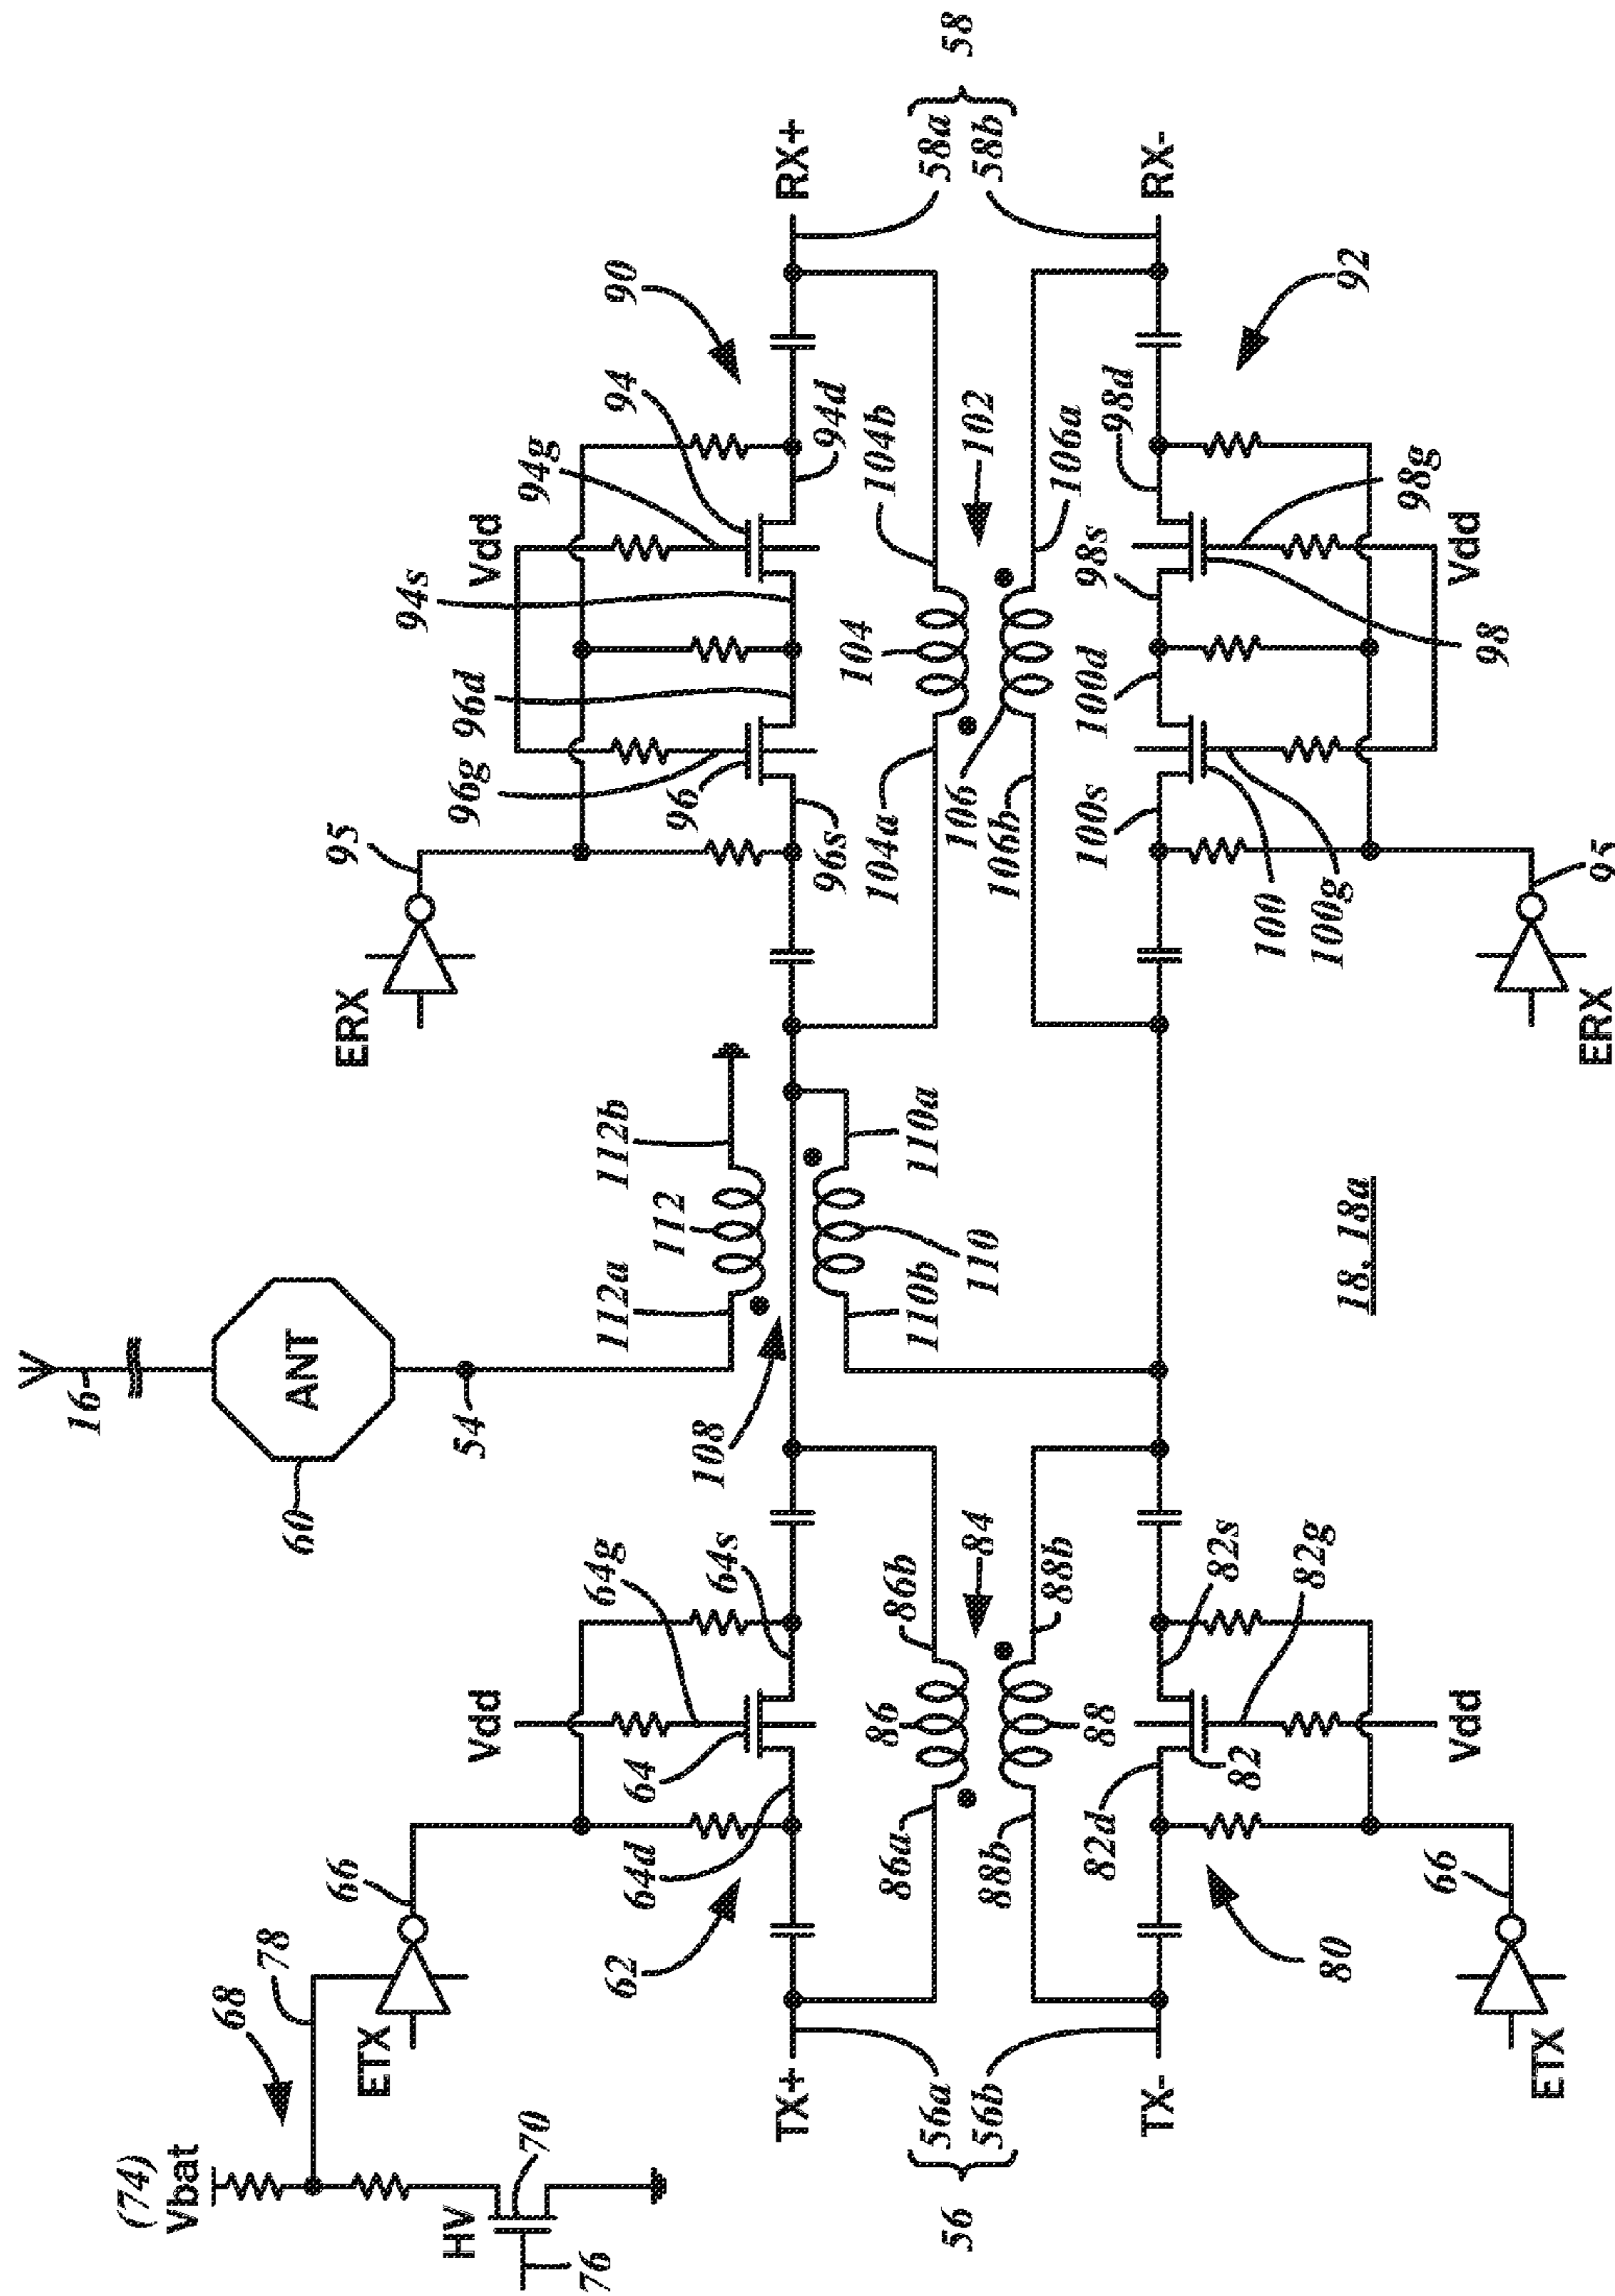 (74)
Vbat
68
78
HV
70
76
ETX
66
62
64d
64
Vdd
64g
64s
TX+
56a
56b
56
TX-
86a
86
86b
84
88b
88
88b
82d
82
82s
82g
Vdd
80
66
ETX
16
60
ANT
54
108
112a
112
112b
110b
110
110a
18, 18a
ERX
95
96g
96
96d
96s
94s
Vdd
94g
94
94d
90
RX+
58a
58b
58
RX-
104a
104
104b
102
106
106b
106a
100s
100d
98s
98d
100
100g
98
98g
Vdd
92
95
ERX